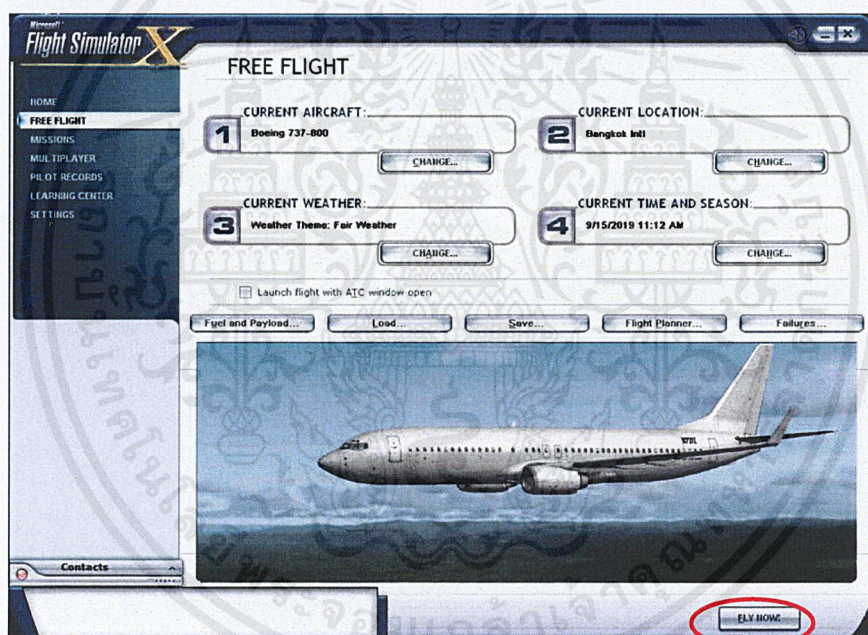 Microsoft
Flight Simulator X
FREE FLIGHT
HOME
FREE FLIGHT
MISSIONS
MULTIPLAYER
PILOT RECORDS
LEARNING CENTER
SETTINGS
CURRENT AIRCRAFT:
1
Boeing 737-800
CHANGE...
CURRENT LOCATION:
2
Bangkok Intl
CHANGE...
CURRENT WEATHER:
3
Weather Theme: Fair Weather
CHANGE...
CURRENT TIME AND SEASON:
4
9/15/2019 11:12 AM
CHANGE...
Launch flight with ATC window open
Fuel and Payload...
Load...
Save...
Flight Planner...
Failures...
Contacts
FLY NOW!